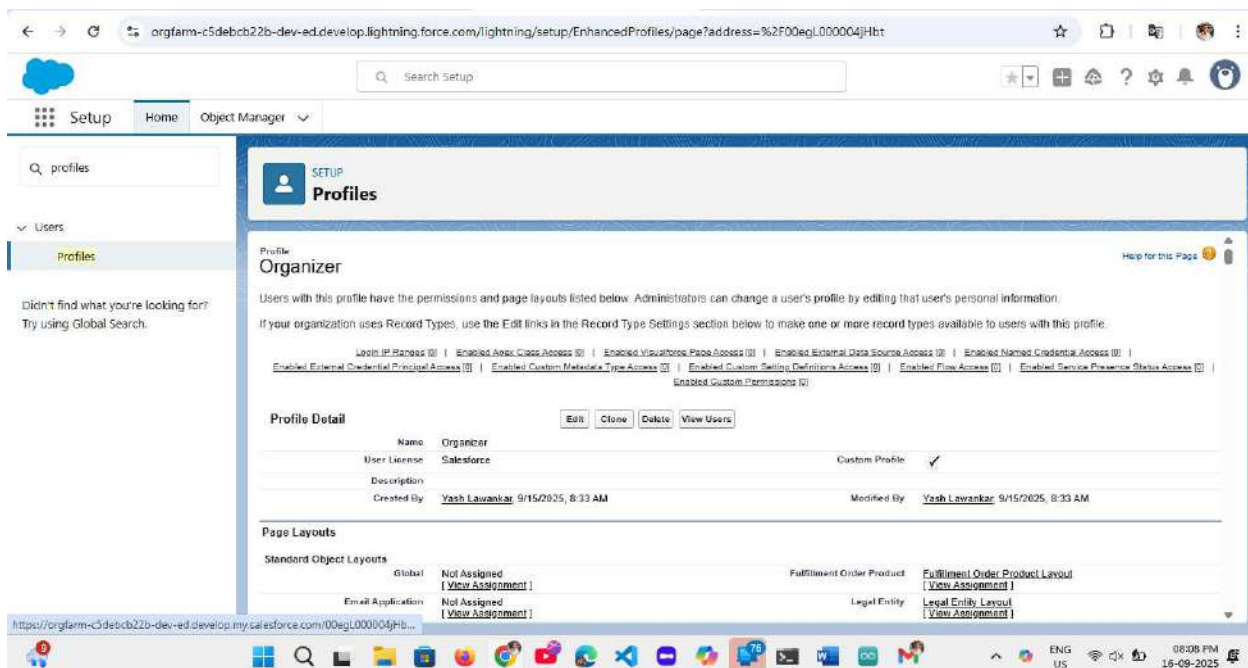 orgfarm-c5debcb22b-dev-ed.develop.lightning.force.com/lightning/setup/EnhancedProfiles/page?address=%2F00egL000004jHbt
Search Setup
Setup Home Object Manager
profiles
SETUP
Profiles
Users
Profiles
Didn't find what you're looking for?
Try using Global Search.
Profile
Organizer
Help for this Page
Users with this profile have the permissions and page layouts listed below. Administrators can change a user's profile by editing that user's personal information.
If your organization uses Record Types, use the Edit links in the Record Type Settings section below to make one or more record types available to users with this profile.
Login IP Ranges [0] | Enabled Apex Class Access [0] | Enabled Visualforce Page Access [0] | Enabled External Data Source Access [0] | Enabled Named Credential Access [0] |
Enabled External Credential Principal Access [0] | Enabled Custom Metadata Type Access [0] | Enabled Custom Setting Definitions Access [0] | Enabled Flow Access [0] | Enabled Service Presence Status Access [0] |
Enabled Custom Permissions [0]
Profile Detail Edit Clone Delete View Users
Name Organizer
User License Salesforce Custom Profile ✓
Description
Created By Yash Lawankar, 9/15/2025, 8:33 AM Modified By Yash Lawankar, 9/15/2025, 8:33 AM
Page Layouts
Standard Object Layouts
Global Not Assigned Fulfillment Order Product Fulfillment Order Product Layout
[ View Assignment ] [ View Assignment ]
Email Application Not Assigned Legal Entity Legal Entity Layout
[ View Assignment ] [ View Assignment ]
https://orgfarm-c5debcb22b-dev-ed.develop.my.salesforce.com/00egL000004jHb...
9
76
ENG
US
08:08 PM
16-09-2025